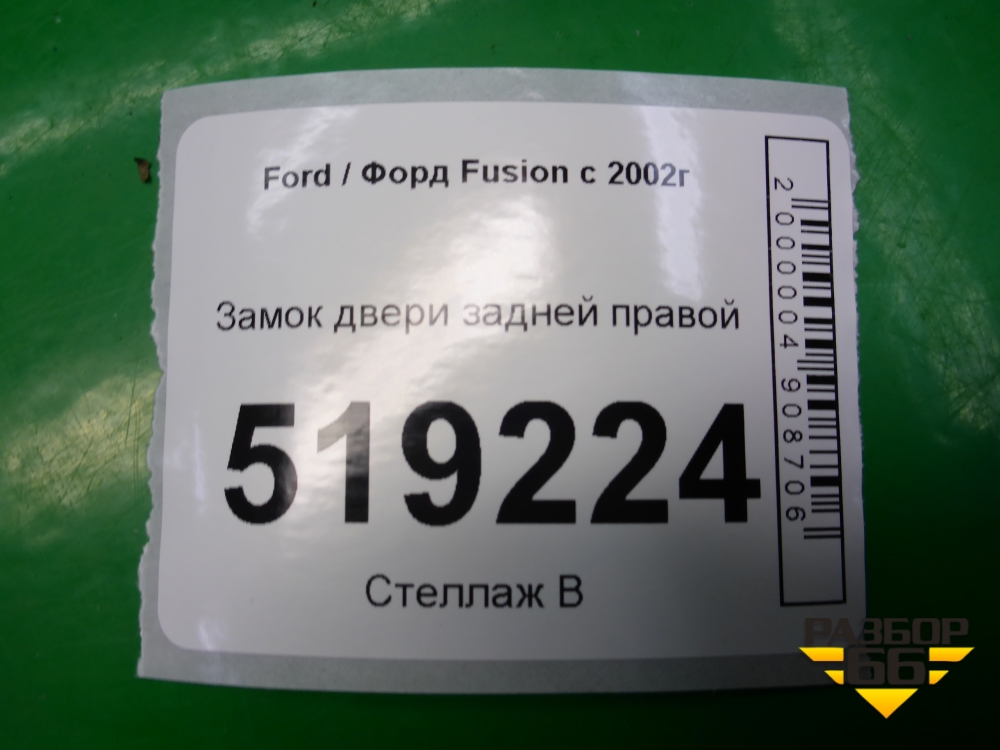 Ford / Форд Fusion с 2002г
Замок двери задней правой
519224
Стеллаж В
2000004908706
РАЗБОР
66